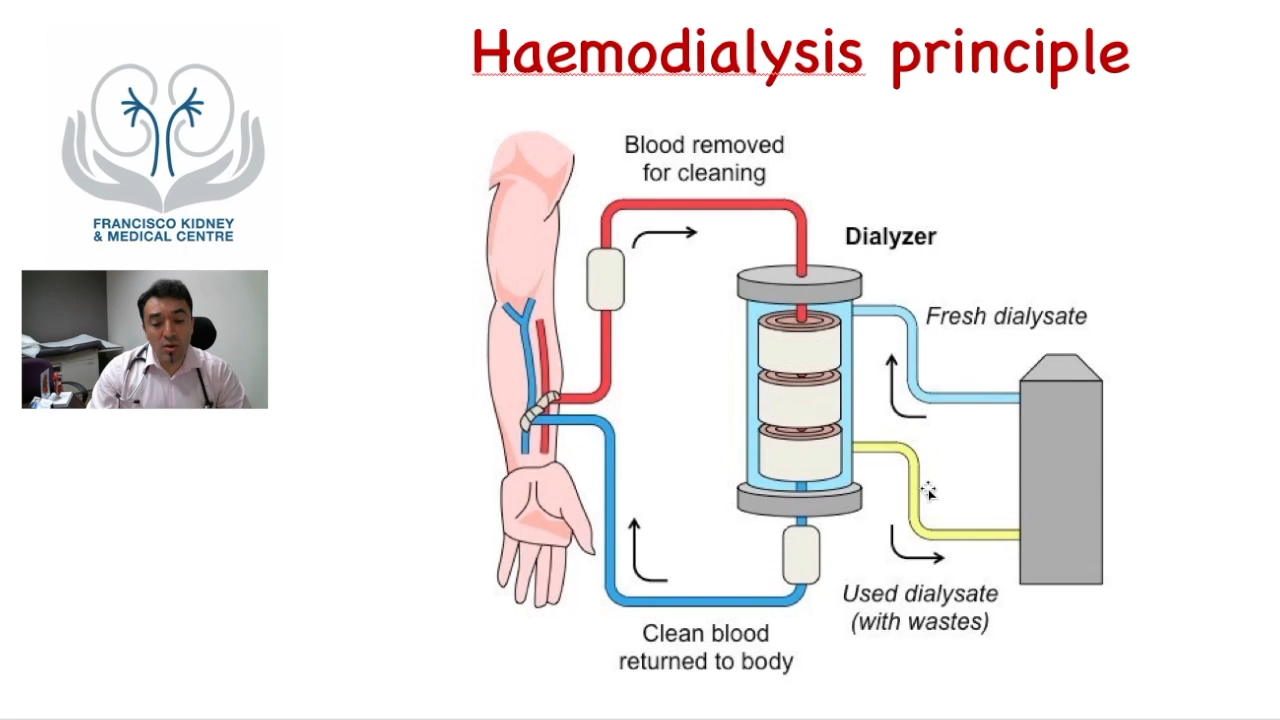 Haemodialysis principle
FRANCISCO KIDNEY
& MEDICAL CENTRE
Blood removed
for cleaning
Dialyzer
Fresh dialysate
Used dialysate
(with wastes)
Clean blood
returned to body